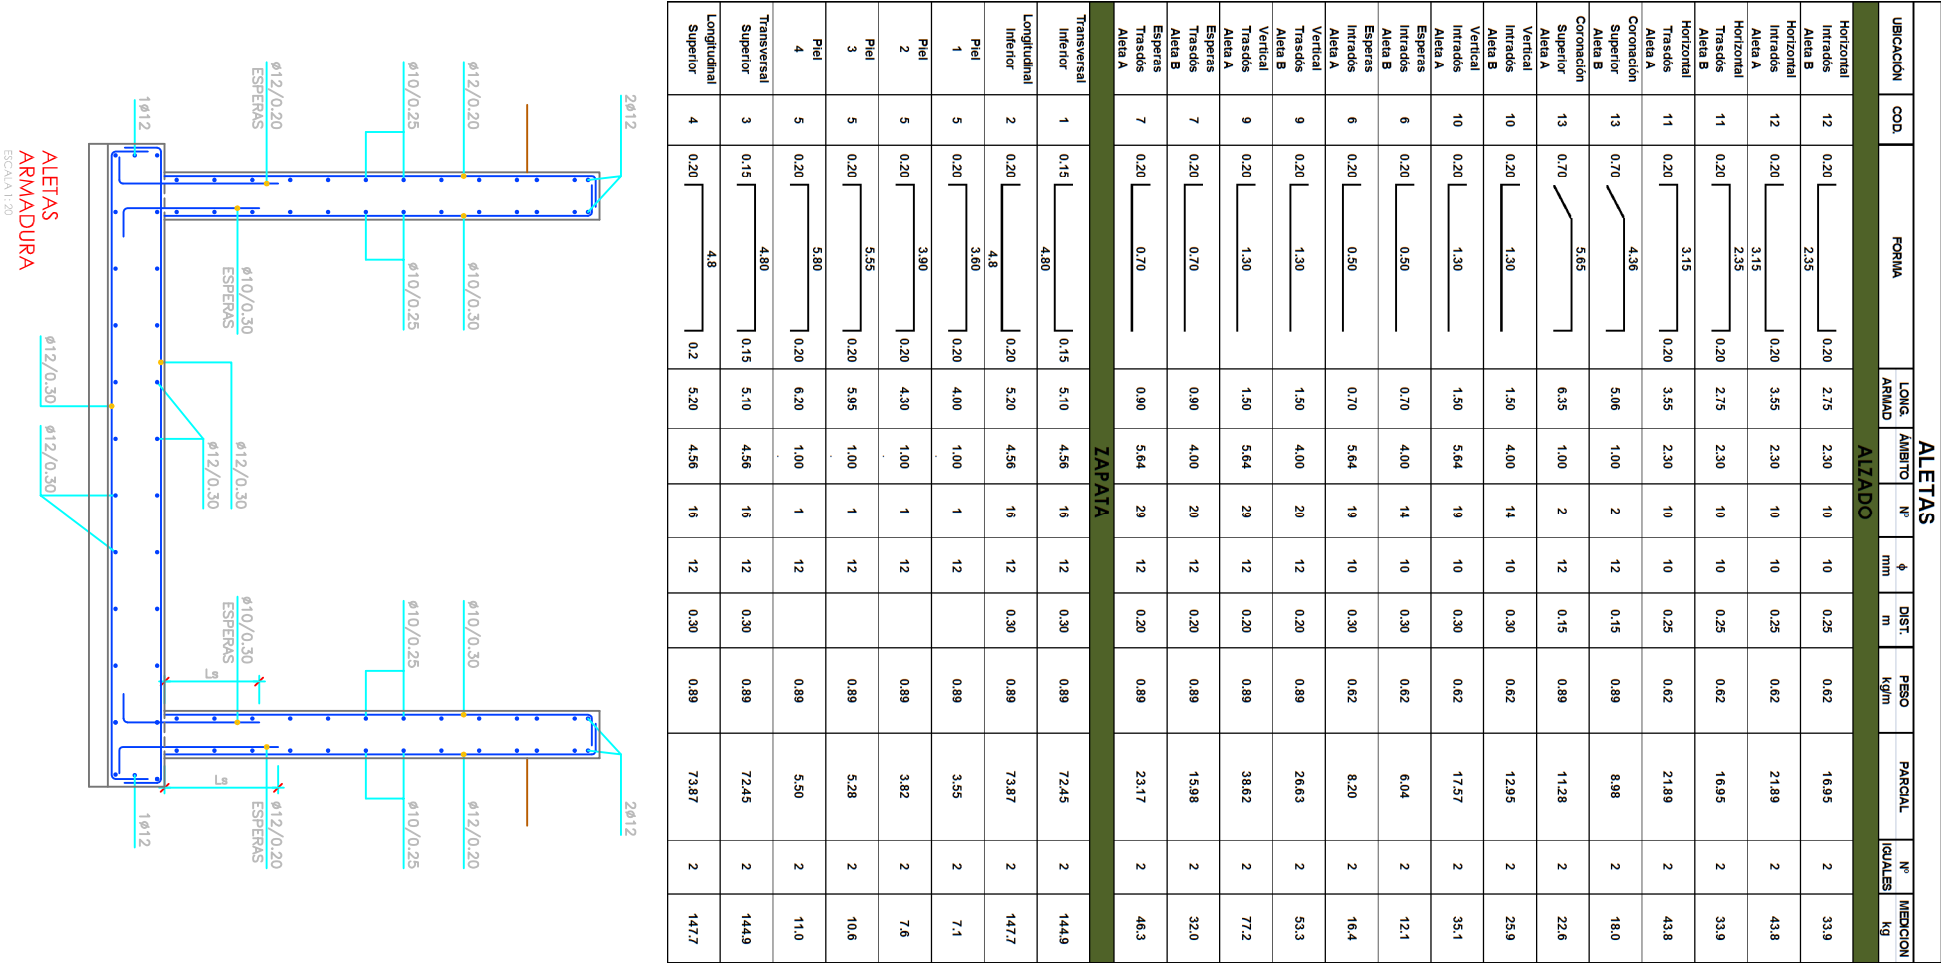 ALETAS
UBICACIÓN COD. FORMA LONG. ARMAD ÁMBITO Nº ϕ mm DIST. m PESO kg/m PARCIAL Nº IGUALES MEDICION kg
ALZADO
Horizontal Intradós Aleta B 12 0.20 2.35 0.20 2.75 2.30 10 10 0.25 0.62 16.95 2 33.9
Horizontal Intradós Aleta A 12 0.20 3.15 0.20 3.55 2.30 10 10 0.25 0.62 21.89 2 43.8
Horizontal Trasdós Aleta B 11 0.20 2.35 0.20 2.75 2.30 10 10 0.25 0.62 16.95 2 33.9
Horizontal Trasdós Aleta A 11 0.20 3.15 0.20 3.55 2.30 10 10 0.25 0.62 21.89 2 43.8
Coronación Superior Aleta B 13 0.70 4.36 5.06 1.00 2 12 0.15 0.89 8.98 2 18.0
Coronación Superior Aleta A 13 0.70 5.65 6.35 1.00 2 12 0.15 0.89 11.28 2 22.6
Vertical Intradós Aleta B 10 0.20 1.30 1.50 4.00 14 10 0.30 0.62 12.95 2 25.9
Vertical Intradós Aleta A 10 0.20 1.30 1.50 5.64 19 10 0.30 0.62 17.57 2 35.1
Esperas Intradós Aleta B 6 0.20 0.50 0.70 4.00 14 10 0.30 0.62 6.04 2 12.1
Esperas Intradós Aleta A 6 0.20 0.50 0.70 5.64 19 10 0.30 0.62 8.20 2 16.4
Vertical Trasdós Aleta B 9 0.20 1.30 1.50 4.00 20 12 0.20 0.89 26.63 2 53.3
Vertical Trasdós Aleta A 9 0.20 1.30 1.50 5.64 29 12 0.20 0.89 38.62 2 77.2
Esperas Trasdós Aleta B 7 0.20 0.70 0.90 4.00 20 12 0.20 0.89 15.98 2 32.0
Esperas Trasdós Aleta A 7 0.20 0.70 0.90 5.64 29 12 0.20 0.89 23.17 2 46.3
ZAPATA
Transversal Inferior 1 0.15 4.80 0.15 5.10 4.56 16 12 0.30 0.89 72.45 2 144.9
Longitudinal Inferior 2 0.20 4.8 0.20 5.20 4.56 16 12 0.30 0.89 73.87 2 147.7
Piel 1 5 0.20 3.60 0.20 4.00 1.00 1 12 0.89 3.55 2 7.1
Piel 2 5 0.20 3.90 0.20 4.30 1.00 1 12 0.89 3.82 2 7.6
Piel 3 5 0.20 5.55 0.20 5.95 1.00 1 12 0.89 5.28 2 10.6
Piel 4 5 0.20 5.80 0.20 6.20 1.00 1 12 0.89 5.50 2 11.0
Transversal Superior 3 0.15 4.80 0.15 5.10 4.56 16 12 0.30 0.89 72.45 2 144.9
Longitudinal Superior 4 0.20 4.8 0.2 5.20 4.56 16 12 0.30 0.89 73.87 2 147.7
2ø12
2ø12
ø12/0.20
ø10/0.30
ø10/0.30
ø12/0.20
ø10/0.25
ø10/0.25
ø10/0.25
ø10/0.25
ø12/0.20
ESPERAS
ø10/0.30
ESPERAS
ø10/0.30
ESPERAS
ø12/0.20
ESPERAS
Ls
Ls
ø12/0.30
ø12/0.30
1ø12
1ø12
ø12/0.30
ø12/0.30
ALETAS
ARMADURA
ESCALA 1:20